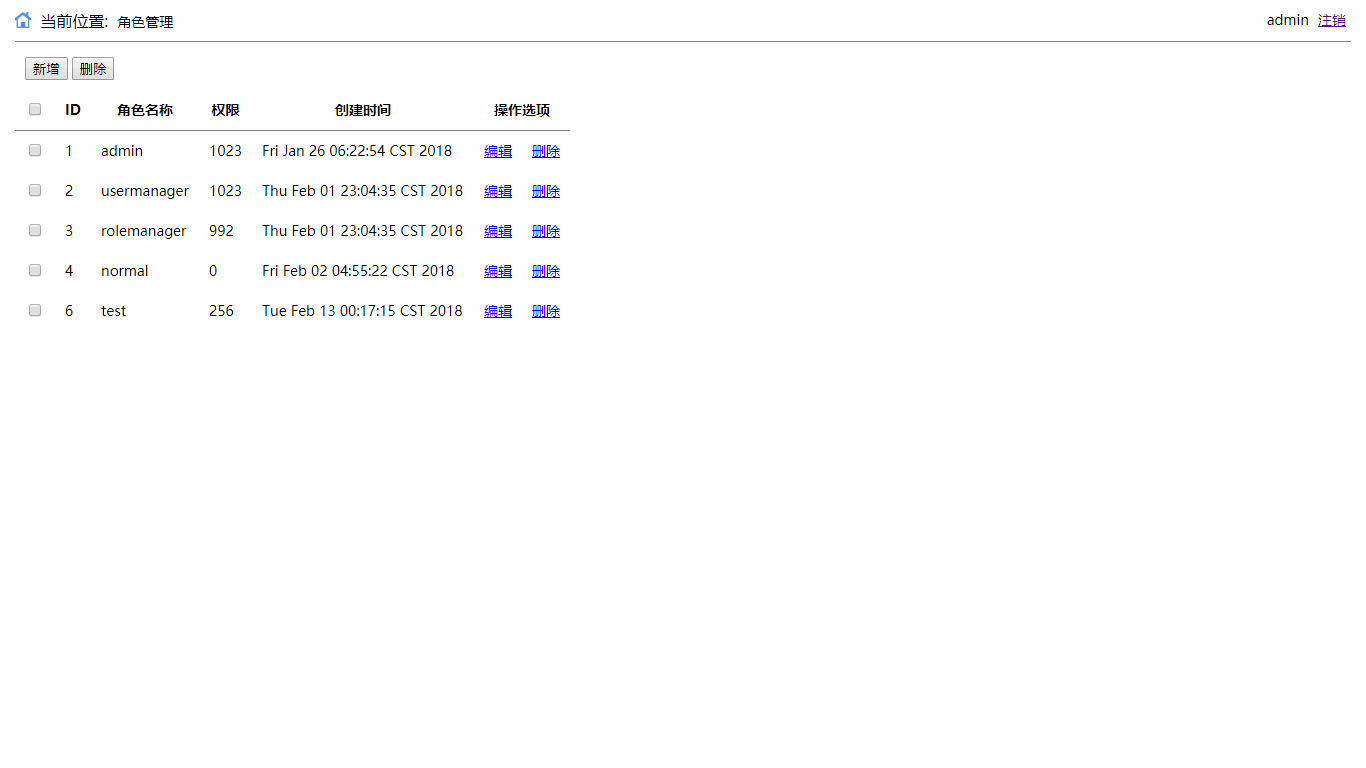 当前位置: 角色管理 admin 注销
新增 删除
ID 角色名称 权限 创建时间 操作选项
1 admin 1023 Fri Jan 26 06:22:54 CST 2018 编辑 删除
2 usermanager 1023 Thu Feb 01 23:04:35 CST 2018 编辑 删除
3 rolemanager 992 Thu Feb 01 23:04:35 CST 2018 编辑 删除
4 normal 0 Fri Feb 02 04:55:22 CST 2018 编辑 删除
6 test 256 Tue Feb 13 00:17:15 CST 2018 编辑 删除